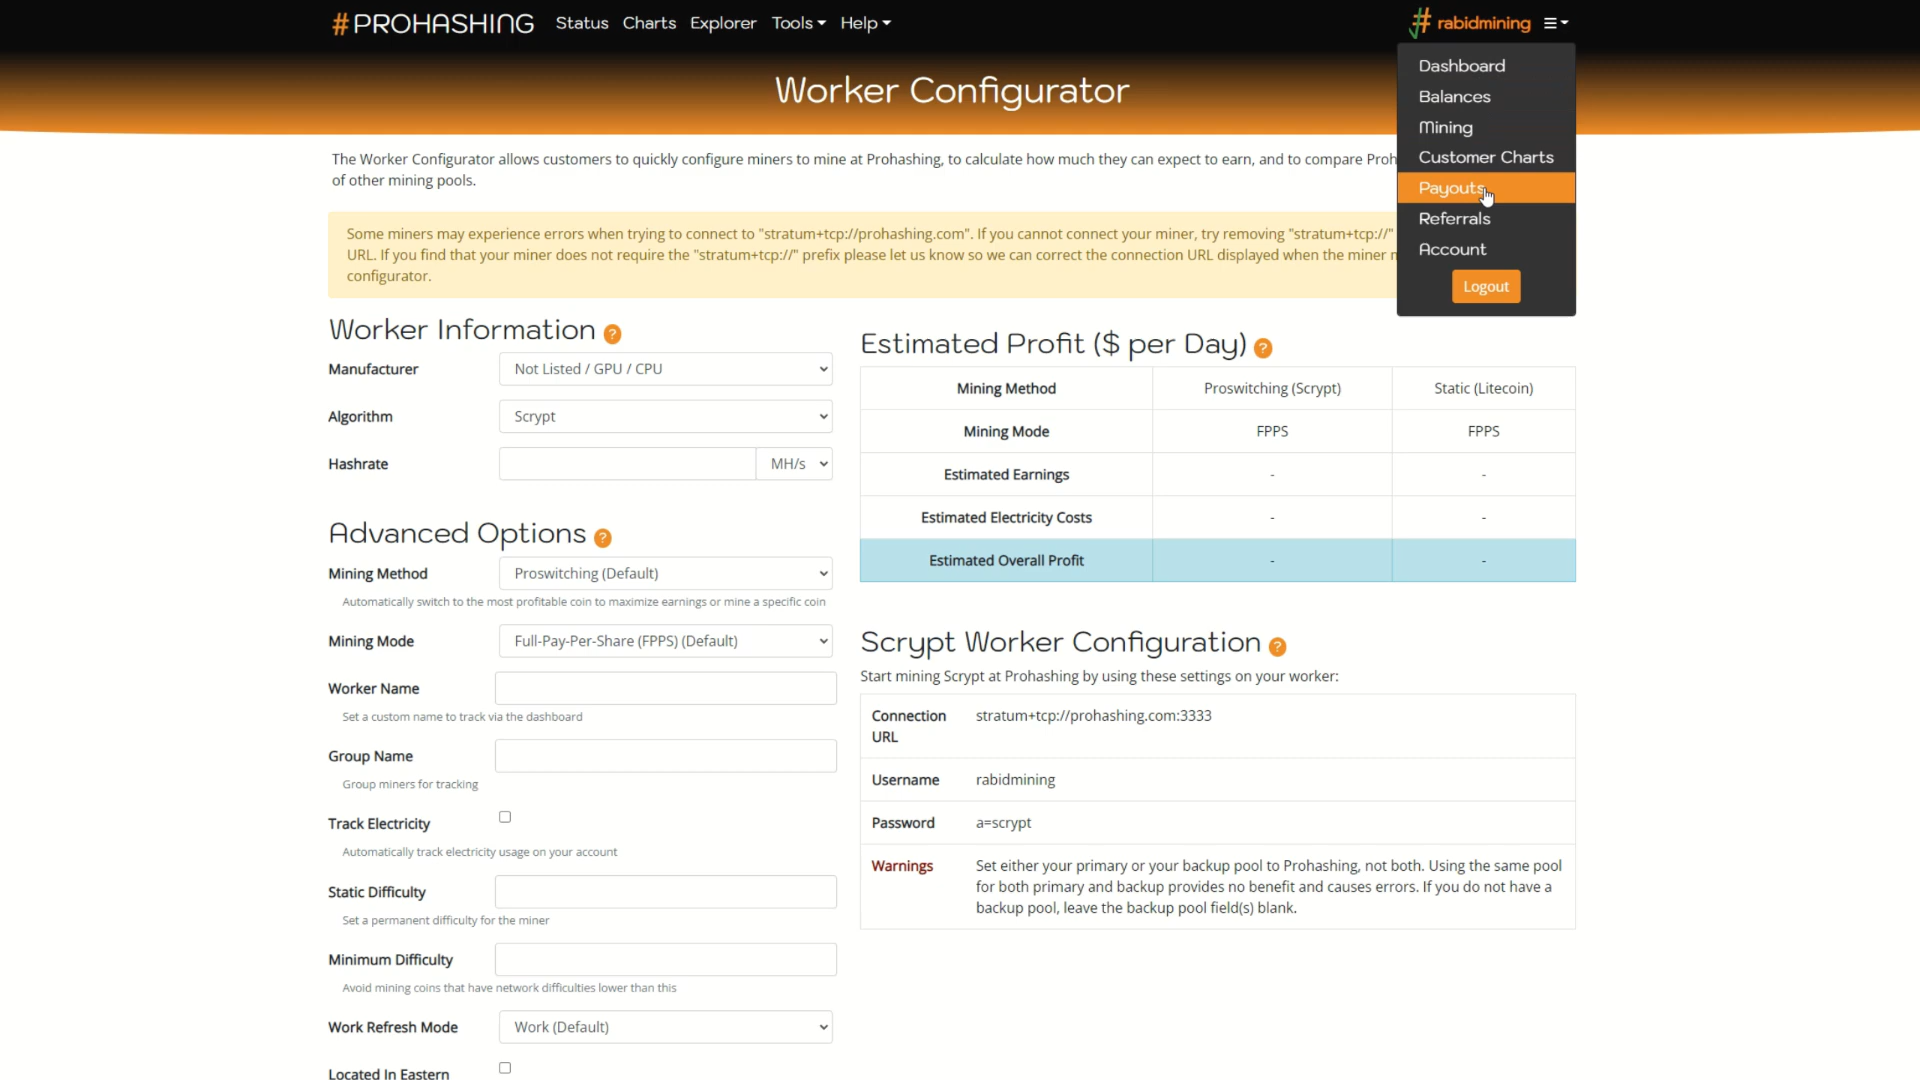 #PROHASHING Status Charts Explorer Tools Help
rabidmining
Dashboard
Balances
Mining
Customer Charts
Payouts
Referrals
Account
Logout
Worker Configurator
The Worker Configurator allows customers to quickly configure miners to mine at Prohashing, to calculate how much they can expect to earn, and to compare Proh
of other mining pools.
Some miners may experience errors when trying to connect to "stratum+tcp://prohashing.com". If you cannot connect your miner, try removing "stratum+tcp://"
URL. If you find that your miner does not require the "stratum+tcp://" prefix please let us know so we can correct the connection URL displayed when the miner
configurator.
Worker Information ?
Manufacturer Not Listed / GPU / CPU
Algorithm Scrypt
Hashrate MH/s
Advanced Options ?
Mining Method Proswitching (Default)
Automatically switch to the most profitable coin to maximize earnings or mine a specific coin
Mining Mode Full-Pay-Per-Share (FPPS) (Default)
Worker Name
Set a custom name to track via the dashboard
Group Name
Group miners for tracking
Track Electricity
Automatically track electricity usage on your account
Static Difficulty
Set a permanent difficulty for the miner
Minimum Difficulty
Avoid mining coins that have network difficulties lower than this
Work Refresh Mode Work (Default)
Located In Eastern
Estimated Profit ($ per Day) ?
Mining Method Proswitching (Scrypt) Static (Litecoin)
Mining Mode FPPS FPPS
Estimated Earnings - -
Estimated Electricity Costs - -
Estimated Overall Profit - -
Scrypt Worker Configuration ?
Start mining Scrypt at Prohashing by using these settings on your worker:
Connection stratum+tcp://prohashing.com:3333
URL
Username rabidmining
Password a=scrypt
Warnings Set either your primary or your backup pool to Prohashing, not both. Using the same pool
for both primary and backup provides no benefit and causes errors. If you do not have a
backup pool, leave the backup pool field(s) blank.